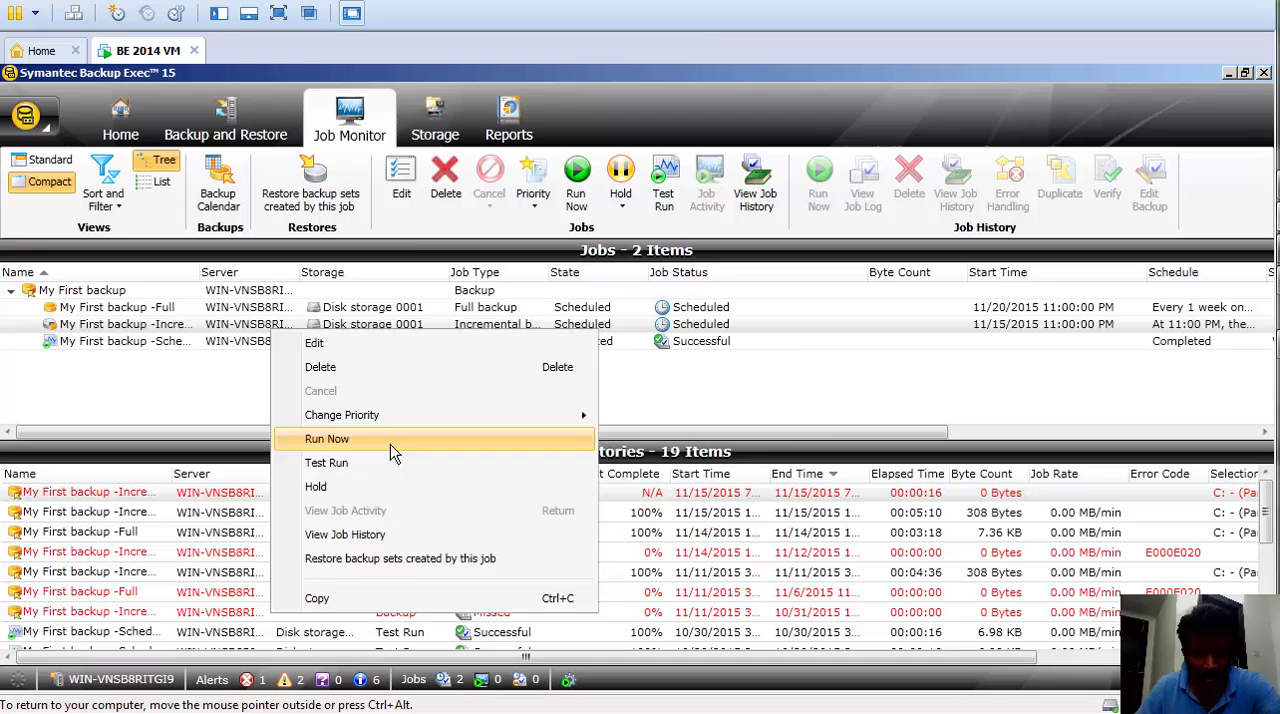 Home
BE 2014 VM
Symantec Backup Exec™ 15
Home
Backup and Restore
Job Monitor
Storage
Reports
Standard
Compact
Sort and Filter
Tree
List
Views
Backup Calendar
Backups
Restore backup sets created by this job
Restores
Edit
Delete
Cancel
Priority
Run Now
Hold
Test Run
Job Activity
View Job History
Jobs
Run Now
View Job Log
Delete
View Job History
Error Handling
Duplicate
Verify
Edit Backup
Job History
Jobs - 2 Items
Name Server Storage Job Type State Job Status Byte Count Start Time Schedule S
My First backup Backup
My First backup -Full WIN-VNSB8RI... Disk storage 0001 Full backup Scheduled Scheduled 11/20/2015 11:00:00 PM Every 1 week on...
My First backup -Incre... WIN-VNSB8RI... Disk storage 0001 Incremental b... Scheduled Scheduled 11/15/2015 11:00:00 PM At 11:00 PM, the...
My First backup -Sche... WIN-VNSB8 Successful Completed
Edit
Delete Delete
Cancel
Change Priority
Run Now
Test Run
Hold
View Job Activity Return
View Job History
Restore backup sets created by this job
Copy Ctrl+C
tories - 19 Items
Name Server t Complete Start Time End Time Elapsed Time Byte Count Job Rate Error Code Selection
My First backup -Incre... WIN-VNSB8RI... N/A 11/15/2015 7... 11/15/2015 7... 00:00:16 0 Bytes C: - (Pa
My First backup -Incre... WIN-VNSB8RI... 100% 11/15/2015 1... 11/15/2015 1... 00:05:10 308 Bytes 0.00 MB/min C: - (Pa
My First backup -Full WIN-VNSB8RI... 100% 11/14/2015 1... 11/14/2015 1... 00:03:18 7.36 KB 0.00 MB/min C: - (Pa
My First backup -Incre... WIN-VNSB8RI... 0% 11/14/2015 1... 11/12/2015 1... 00:00:00 0 Bytes 0.00 MB/min E000E020 C: - (Pa
My First backup -Incre... WIN-VNSB8RI... 100% 11/11/2015 3... 11/11/2015 3... 00:04:36 308 Bytes 0.00 MB/min C: - (Pa
My First backup -Full WIN-VNSB8RI... 0% 11/11/2015 3... 11/6/2015 11... 00:00:00 0 Bytes 0.00 MB/min E000E020
My First backup -Incre... WIN-VNSB8RI... Backup Missed 0% 11/11/2015 3... 10/31/2015 1... 00:00:00 0 Bytes 0.00 MB/min
My First backup -Sched... WIN-VNSB8RI... Disk storage... Test Run Successful 100% 10/30/2015 3... 10/30/2015 3... 00:00:16 6.98 KB 0.00 MB/min
WIN-VNSB8RITGI9 Alerts 1 2 0 6 Jobs 2 0 0
To return to your computer, move the mouse pointer outside or press Ctrl+Alt.